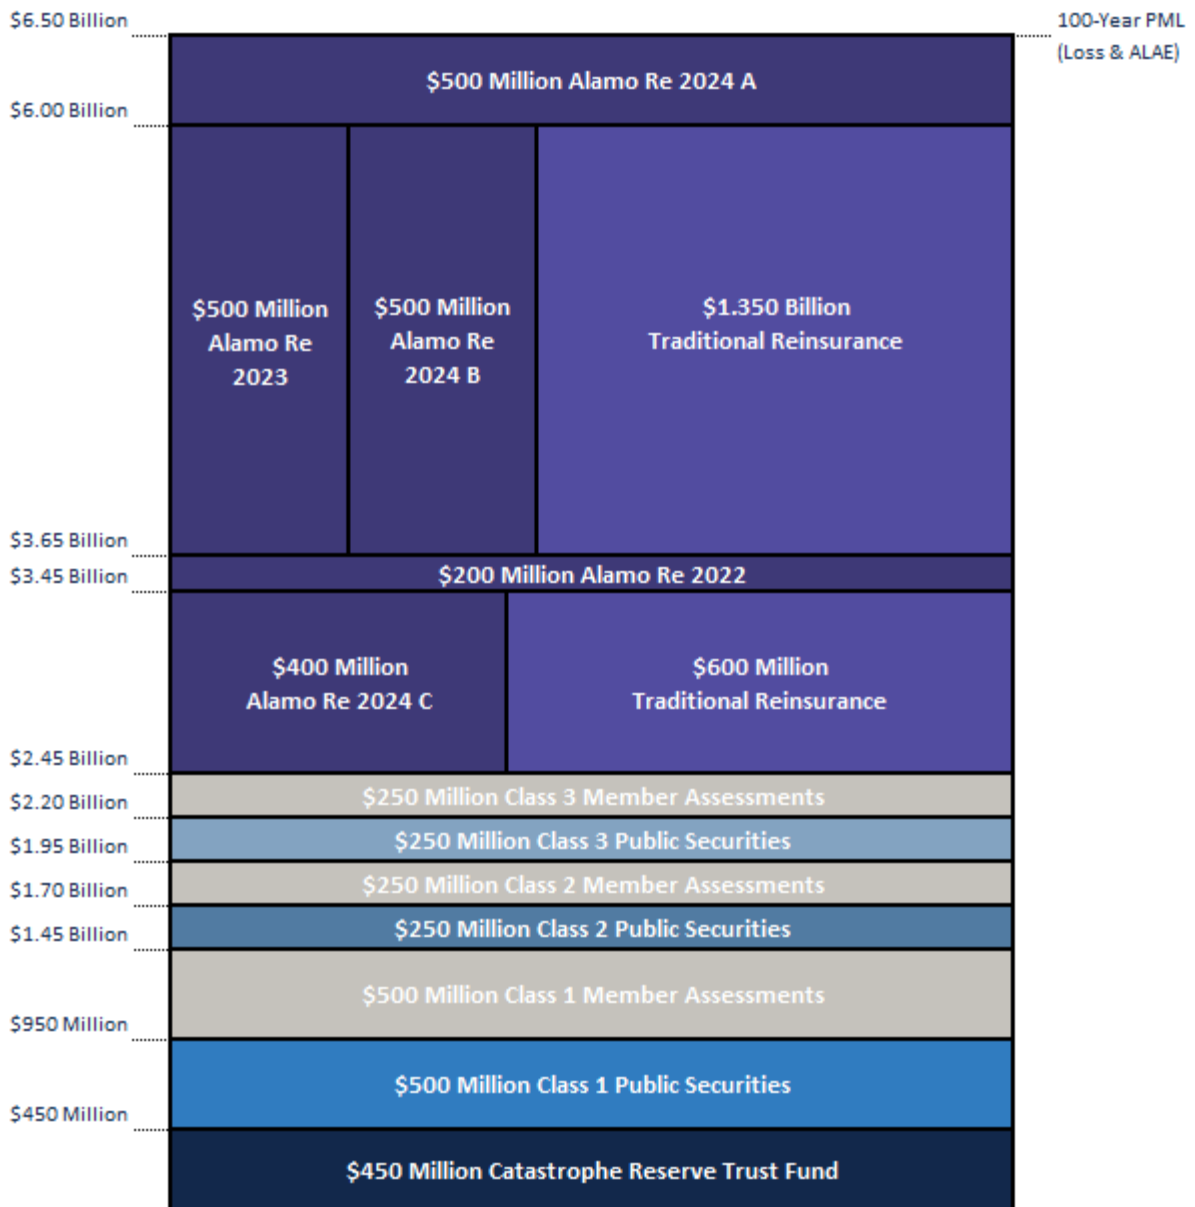 $6.50 Billion
100-Year PML
(Loss & ALAE)
$500 Million Alamo Re 2024 A
$6.00 Billion
$500 Million
Alamo Re
2023
$500 Million
Alamo Re
2024 B
$1.350 Billion
Traditional Reinsurance
$3.65 Billion
$200 Million Alamo Re 2022
$3.45 Billion
$400 Million
Alamo Re 2024 C
$600 Million
Traditional Reinsurance
$2.45 Billion
$250 Million Class 3 Member Assessments
$2.20 Billion
$250 Million Class 3 Public Securities
$1.95 Billion
$250 Million Class 2 Member Assessments
$1.70 Billion
$250 Million Class 2 Public Securities
$1.45 Billion
$500 Million Class 1 Member Assessments
$950 Million
$500 Million Class 1 Public Securities
$450 Million
$450 Million Catastrophe Reserve Trust Fund